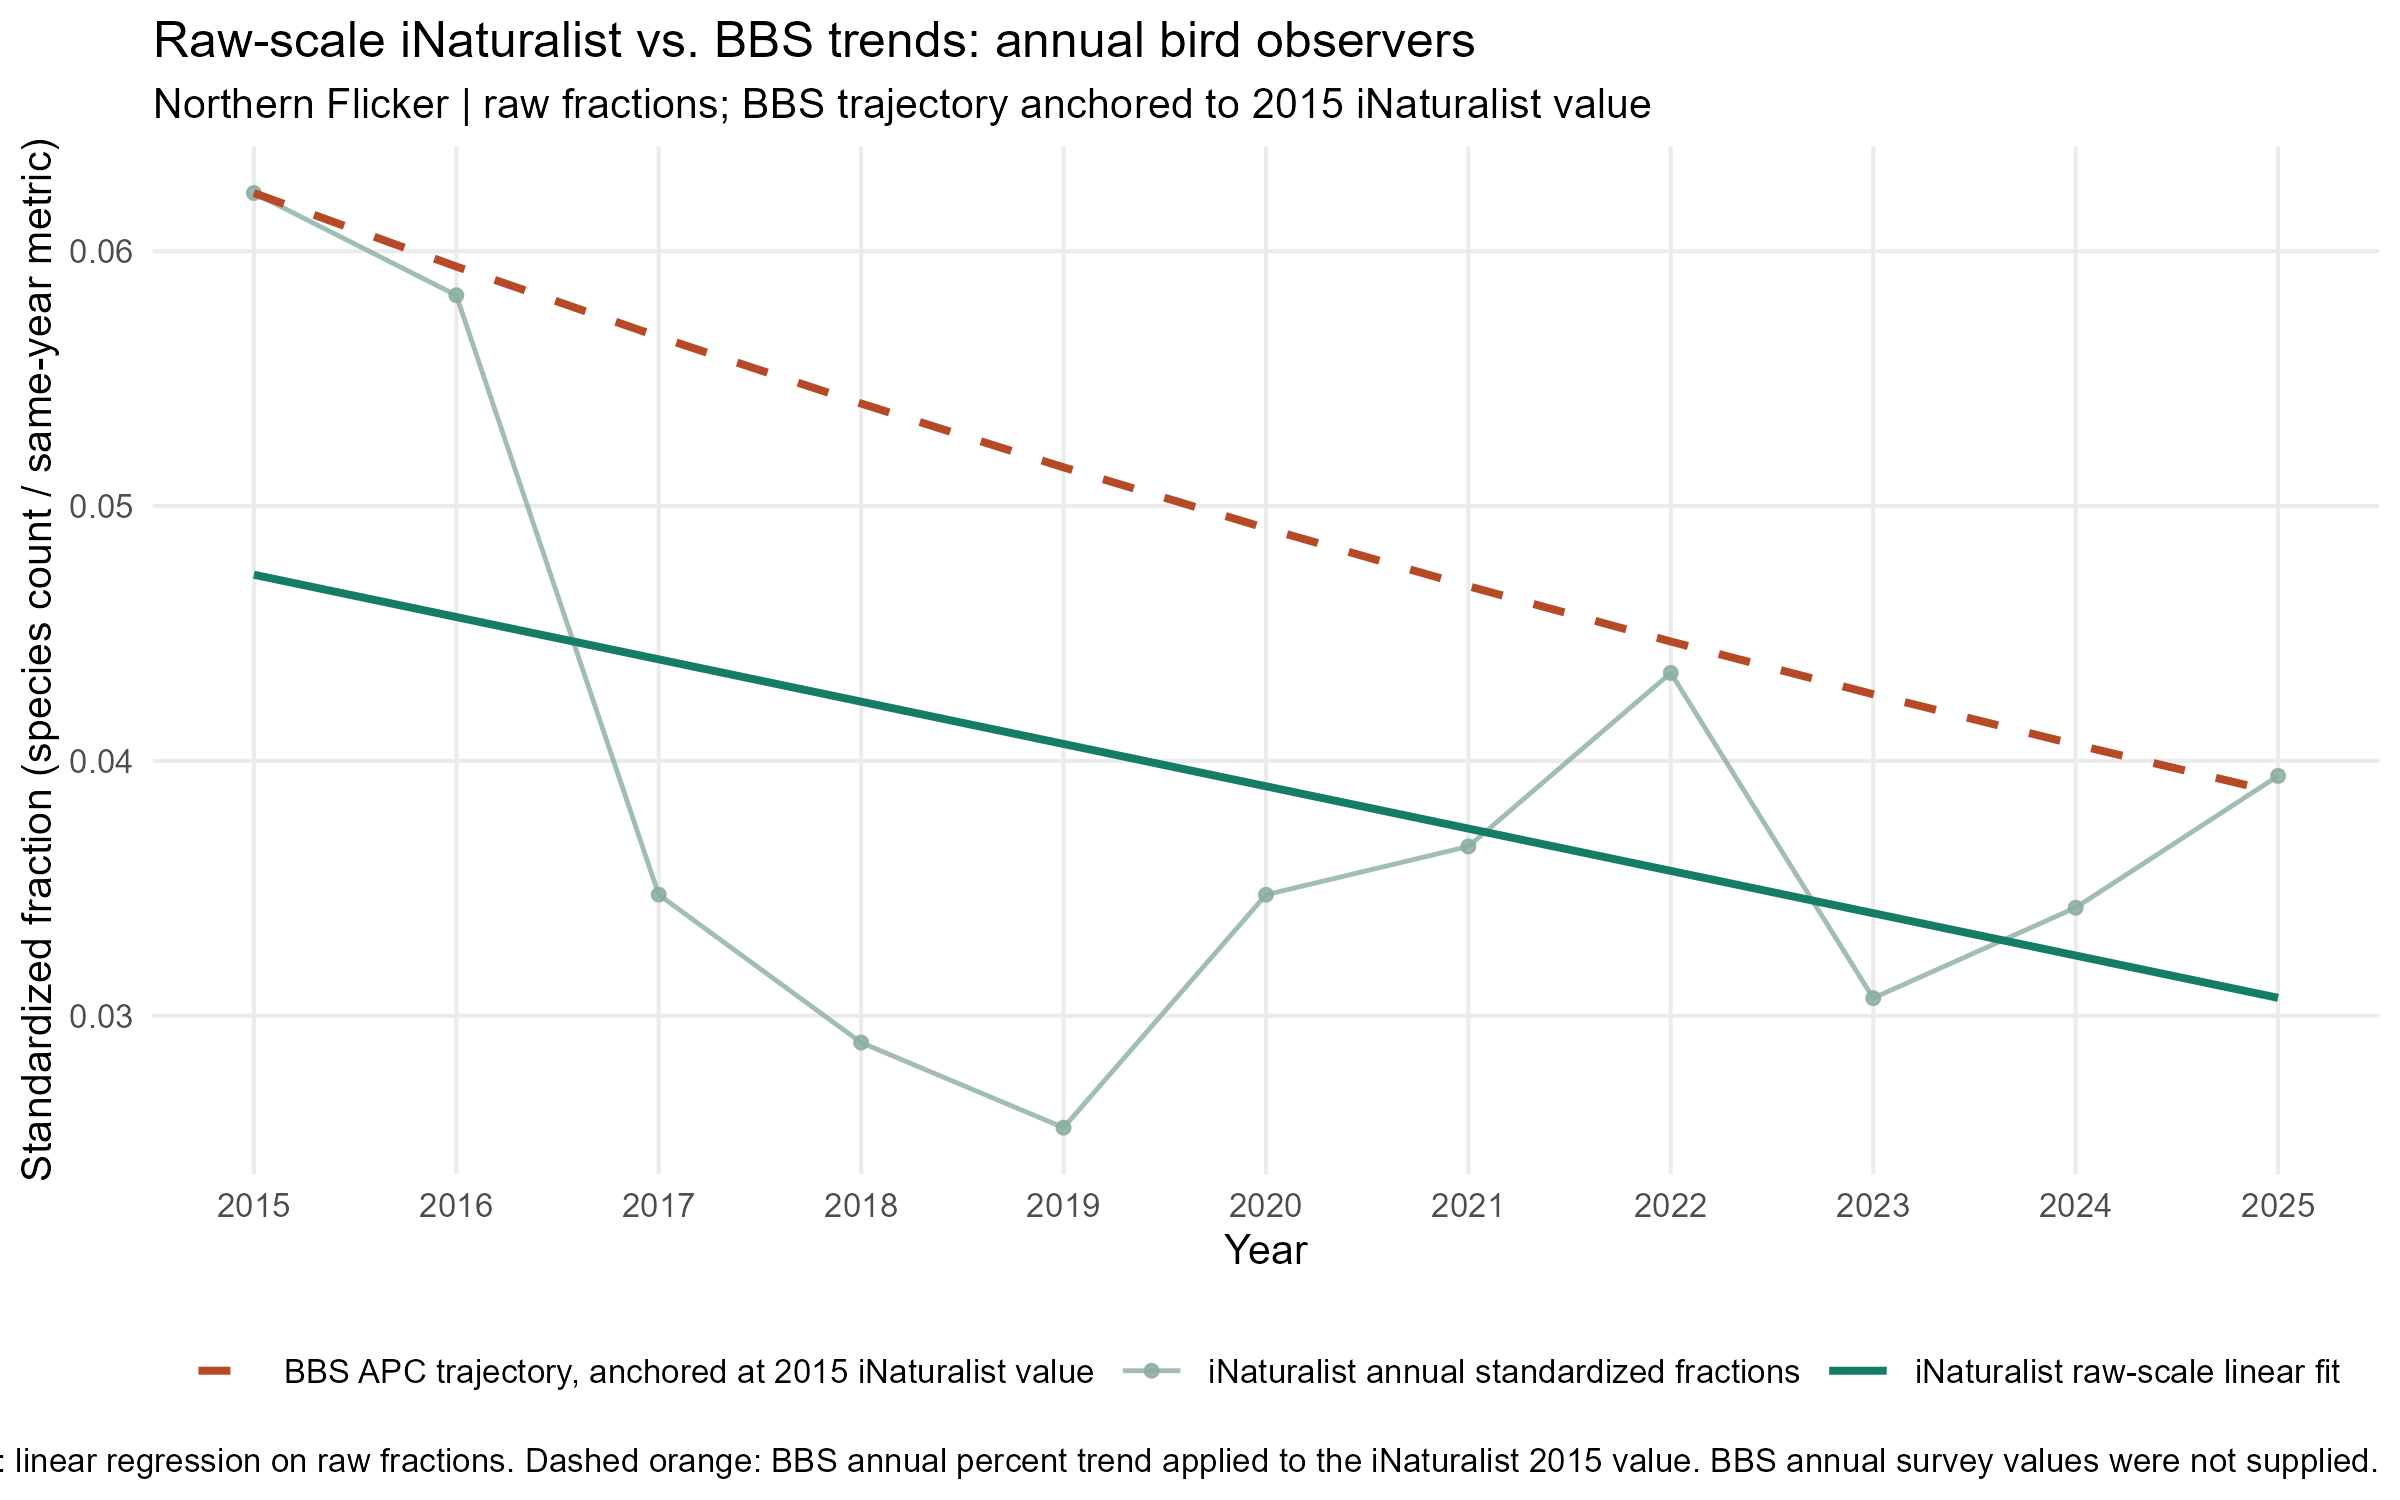 Raw-scale iNaturalist vs. BBS trends: annual bird observers
Northern Flicker | raw fractions; BBS trajectory anchored to 2015 iNaturalist value
Standardized fraction (species count / same-year metric)
0.06
0.05
0.04
0.03
2015 2016 2017 2018 2019 2020 2021 2022 2023 2024 2025
Year
BBS APC trajectory, anchored at 2015 iNaturalist value iNaturalist annual standardized fractions iNaturalist raw-scale linear fit
: linear regression on raw fractions. Dashed orange: BBS annual percent trend applied to the iNaturalist 2015 value. BBS annual survey values were not supplied.